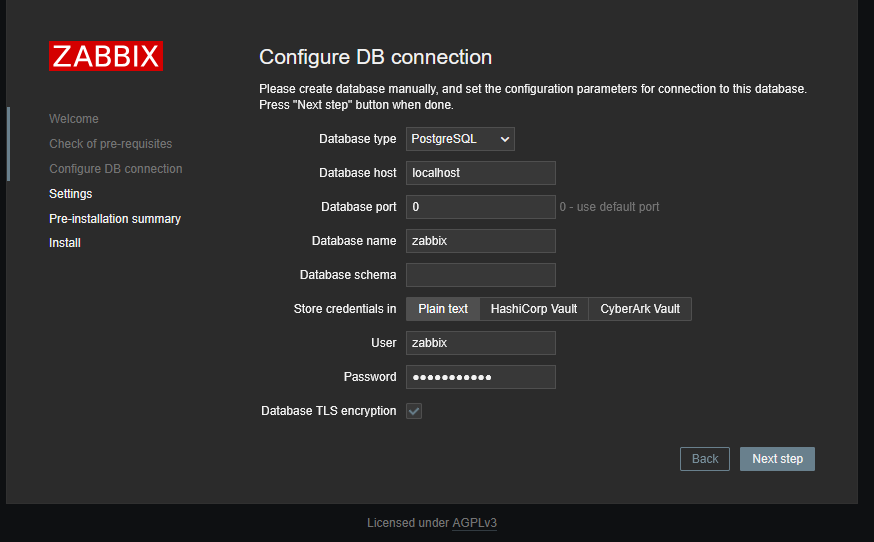 ZABBIX
Welcome
Check of pre-requisites
Configure DB connection
Settings
Pre-installation summary
Install
Configure DB connection
Please create database manually, and set the configuration parameters for connection to this database.
Press "Next step" button when done.
Database type PostgreSQL
Database host localhost
Database port 0 0 - use default port
Database name zabbix
Database schema
Store credentials in Plain text HashiCorp Vault CyberArk Vault
User zabbix
Password ●●●●●●●●●●●
Database TLS encryption
Back Next step
Licensed under AGPLv3